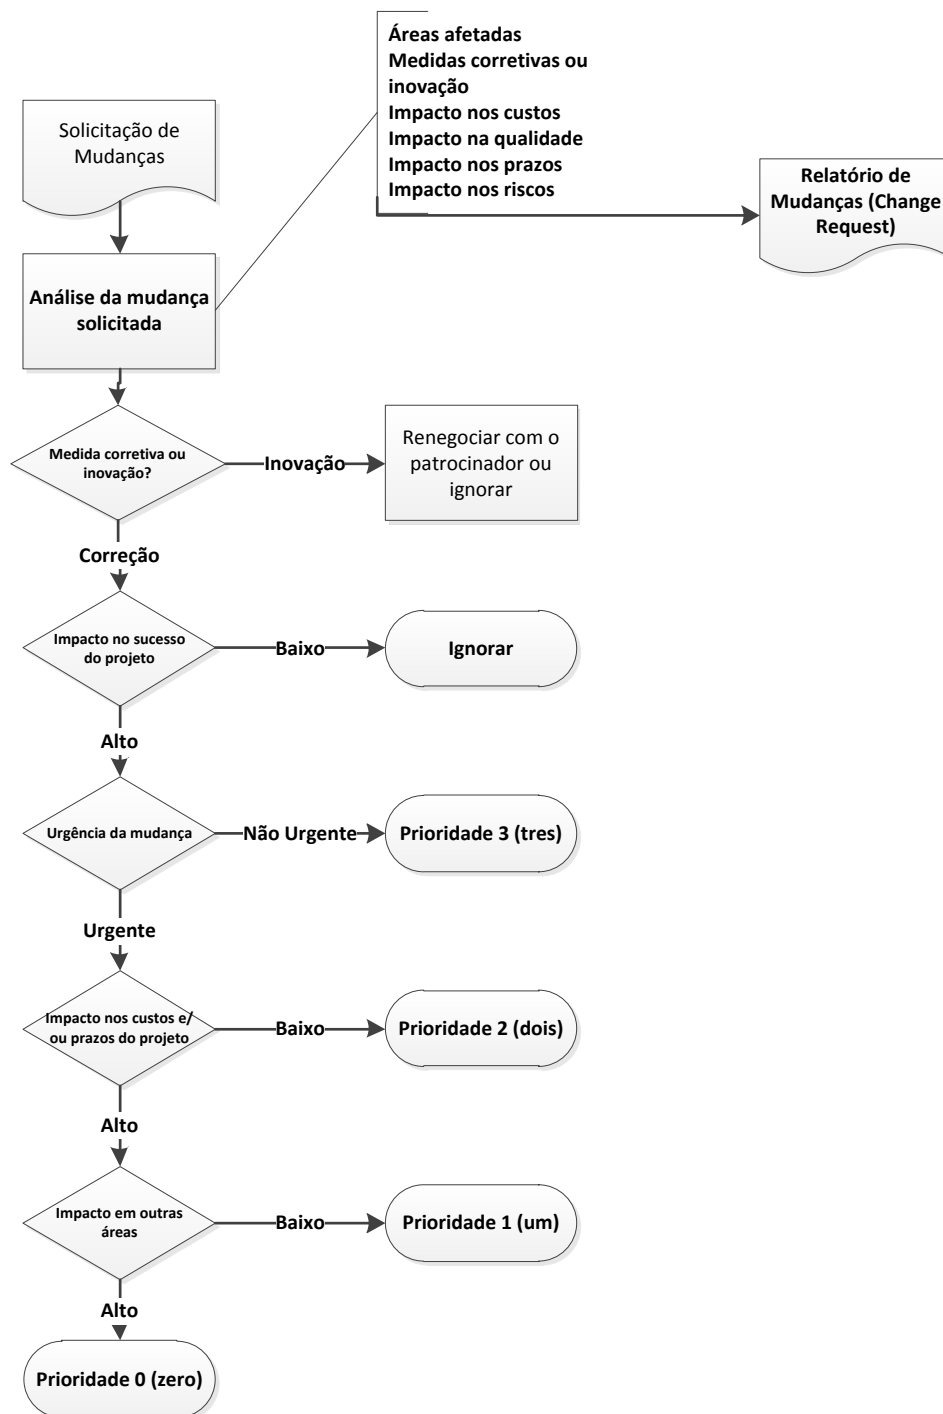 Áreas afetadas
Medidas corretivas ou
inovação
Impacto nos custos
Impacto na qualidade
Impacto nos prazos
Impacto nos riscos
Solicitação de
Mudanças
Relatório de
Mudanças (Change
Request)
Análise da mudança
solicitada
Medida corretiva ou
inovação?
Inovação
Renegociar com o
patrocinador ou
ignorar
Correção
Impacto no sucesso
do projeto
Baixo
Ignorar
Alto
Urgência da mudança
Não Urgente
Prioridade 3 (tres)
Urgente
Impacto nos custos e/
ou prazos do projeto
Baixo
Prioridade 2 (dois)
Alto
Impacto em outras
áreas
Baixo
Prioridade 1 (um)
Alto
Prioridade 0 (zero)